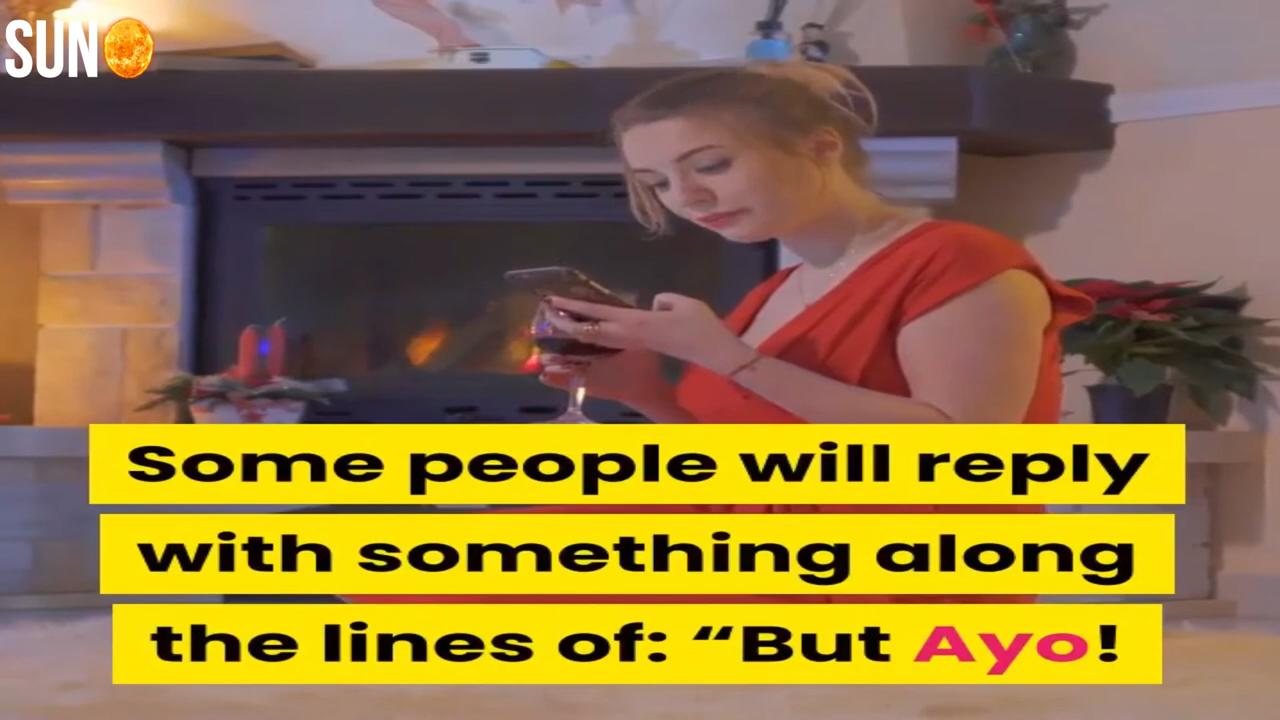 SUN
Some people will reply
with something along
the lines of: “But Ayo!